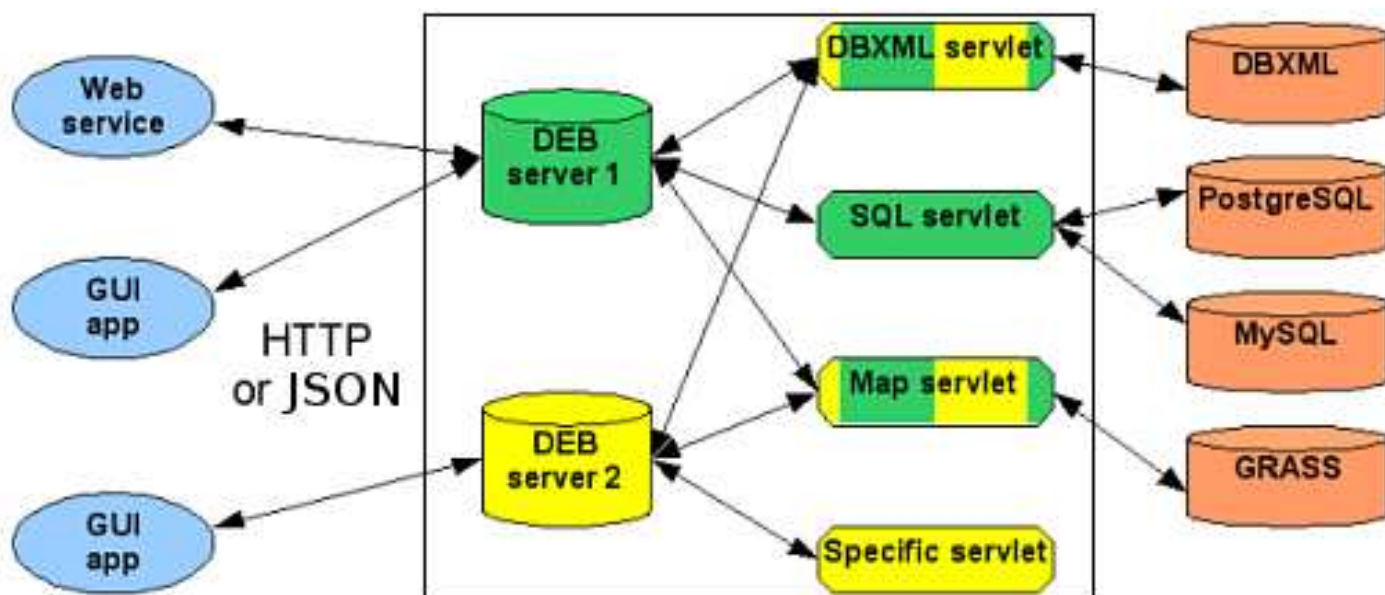 Web
service
GUI
app
HTTP
or JSON
GUI
app
DEB
server 1
DEB
server 2
DBXML servlet
SQL servlet
Map servlet
Specific servlet
DBXML
PostgreSQL
MySQL
GRASS